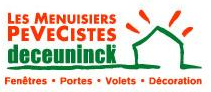 LES MENUISIERS
PEVECISTES
deceuninck
Fenêtres • Portes • Volets • Décoration